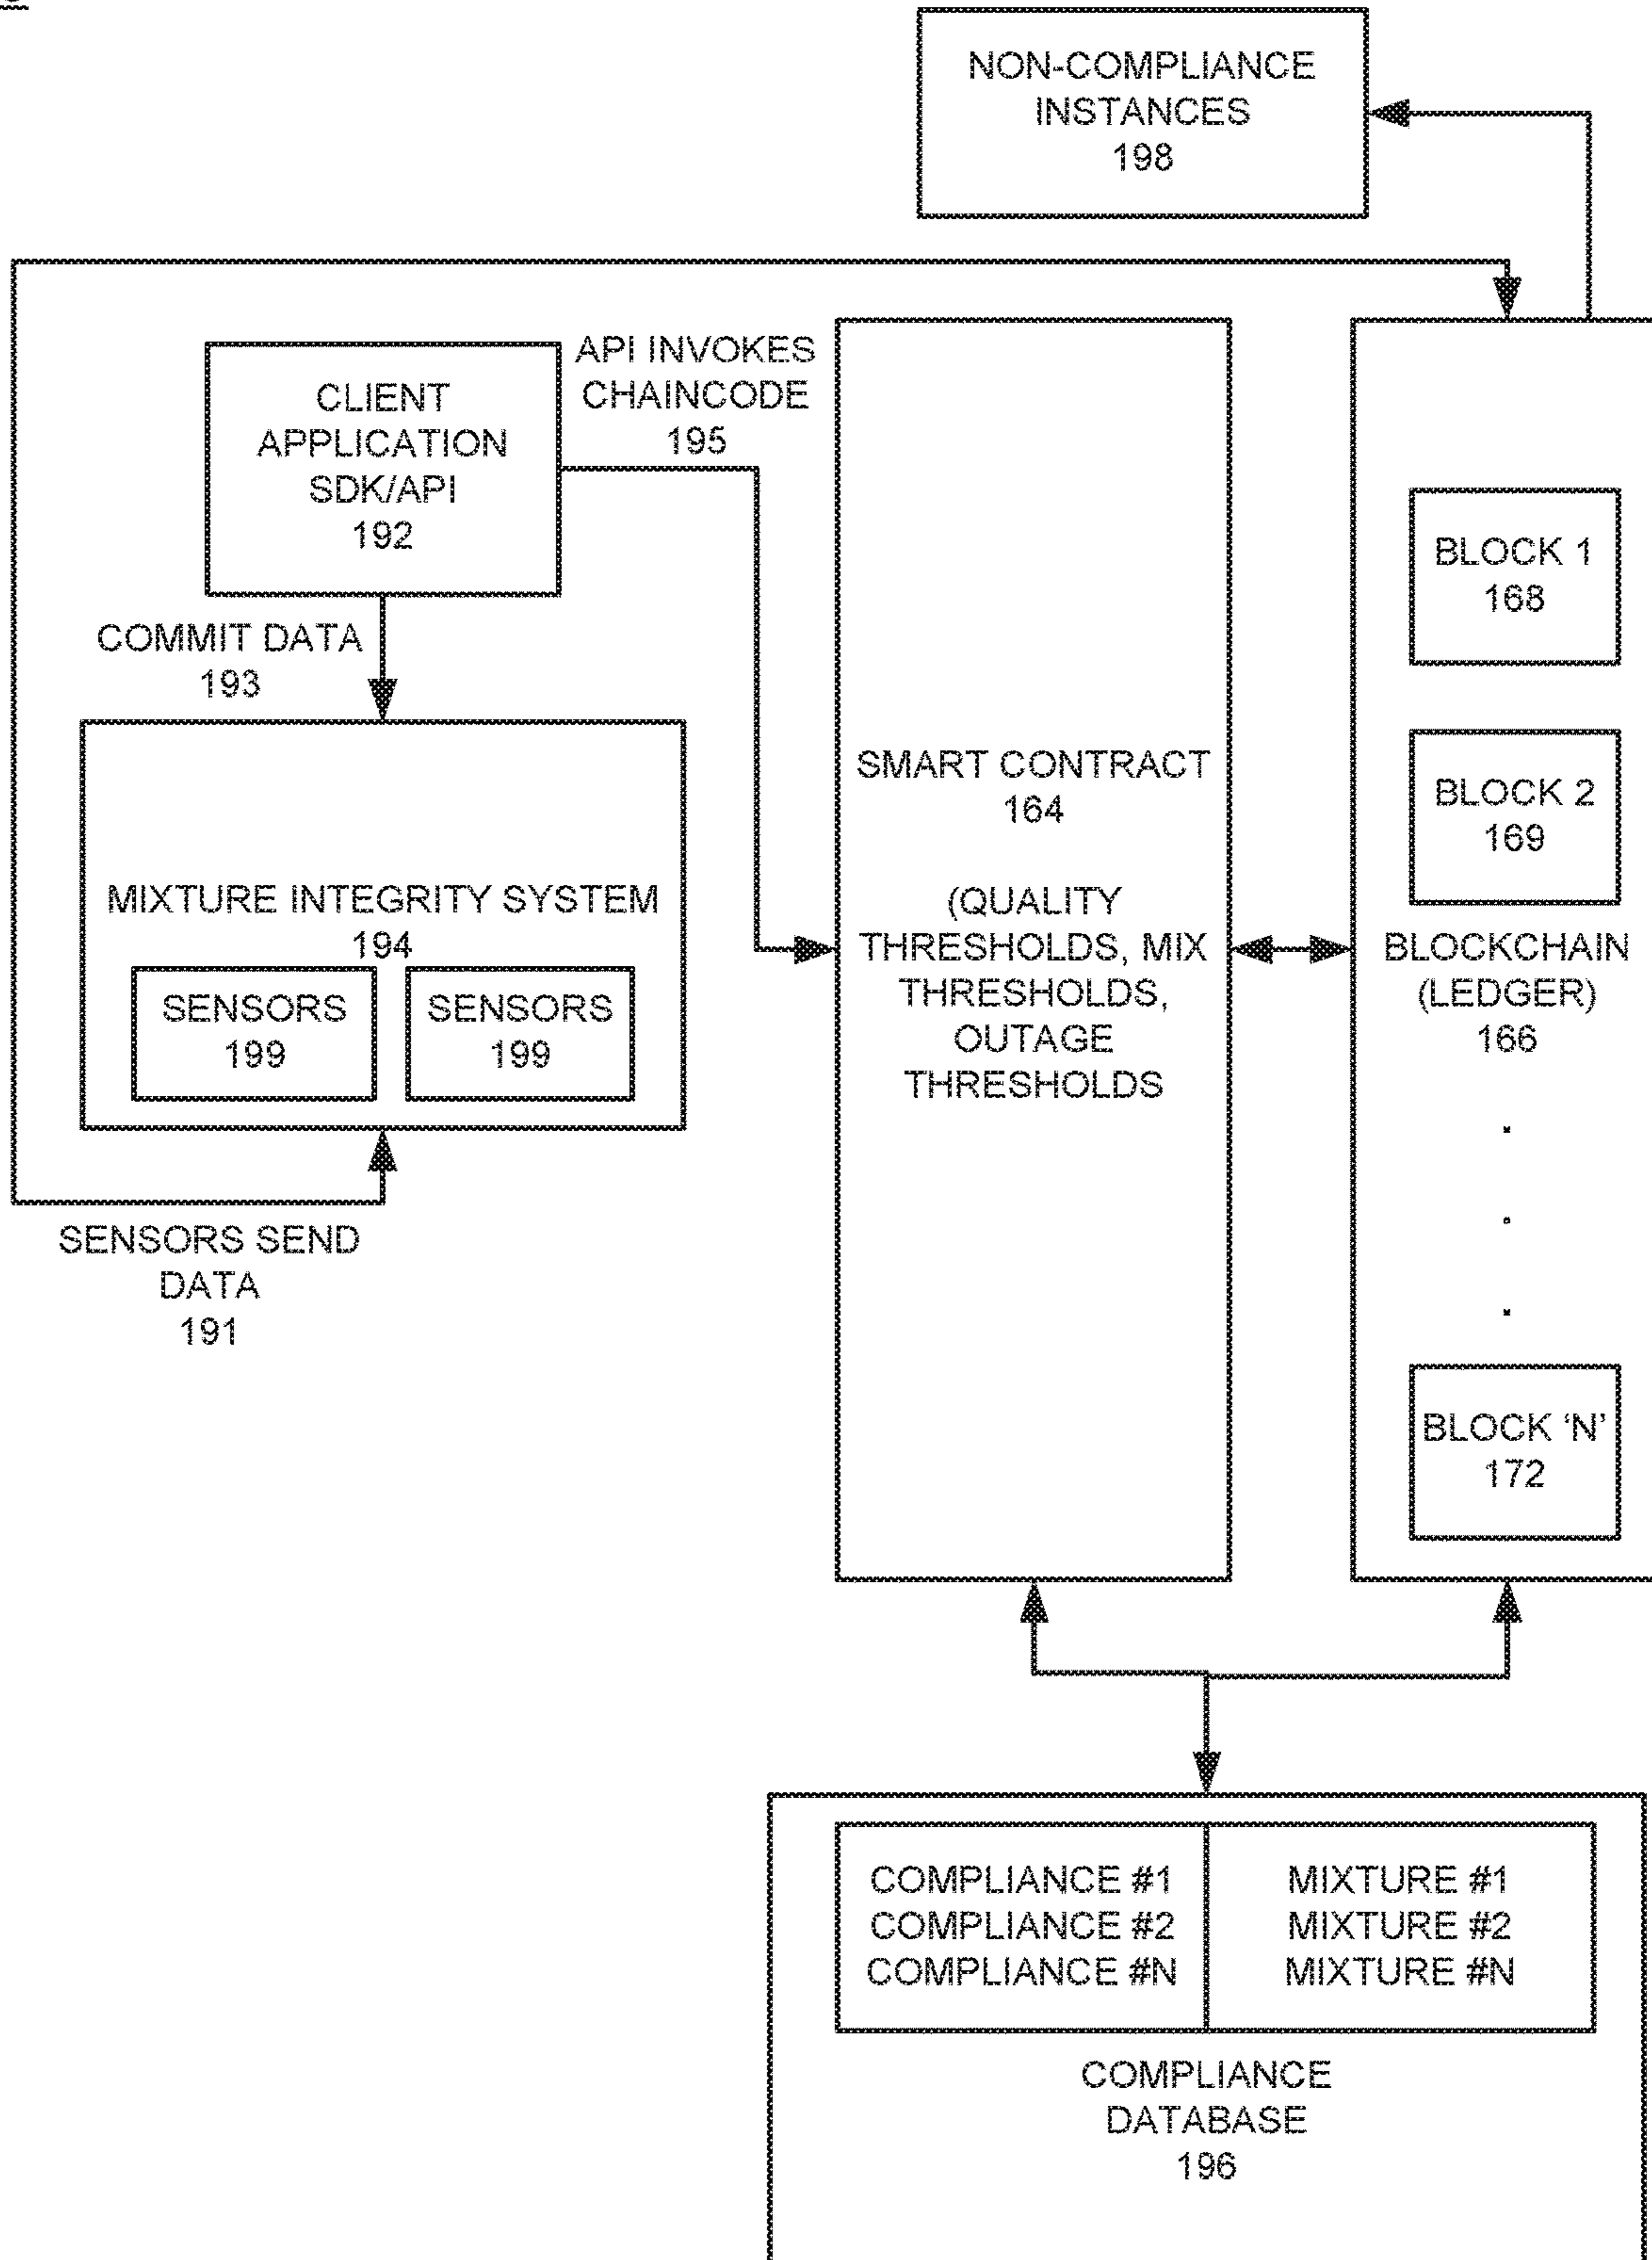 NON-COMPLIANCE
INSTANCES
198
CLIENT
APPLICATION
SDK/API
192
API INVOKES
CHAINCODE
195
COMMIT DATA
193
MIXTURE INTEGRITY SYSTEM
194
SENSORS
199
SENSORS
199
SENSORS SEND
DATA
191
SMART CONTRACT
164
(QUALITY
THRESHOLDS, MIX
THRESHOLDS,
OUTAGE
THRESHOLDS
BLOCK 1
168
BLOCK 2
169
BLOCKCHAIN
(LEDGER)
166
.
.
.
BLOCK ‘N’
172
COMPLIANCE #1
COMPLIANCE #2
COMPLIANCE #N
MIXTURE #1
MIXTURE #2
MIXTURE #N
COMPLIANCE
DATABASE
196